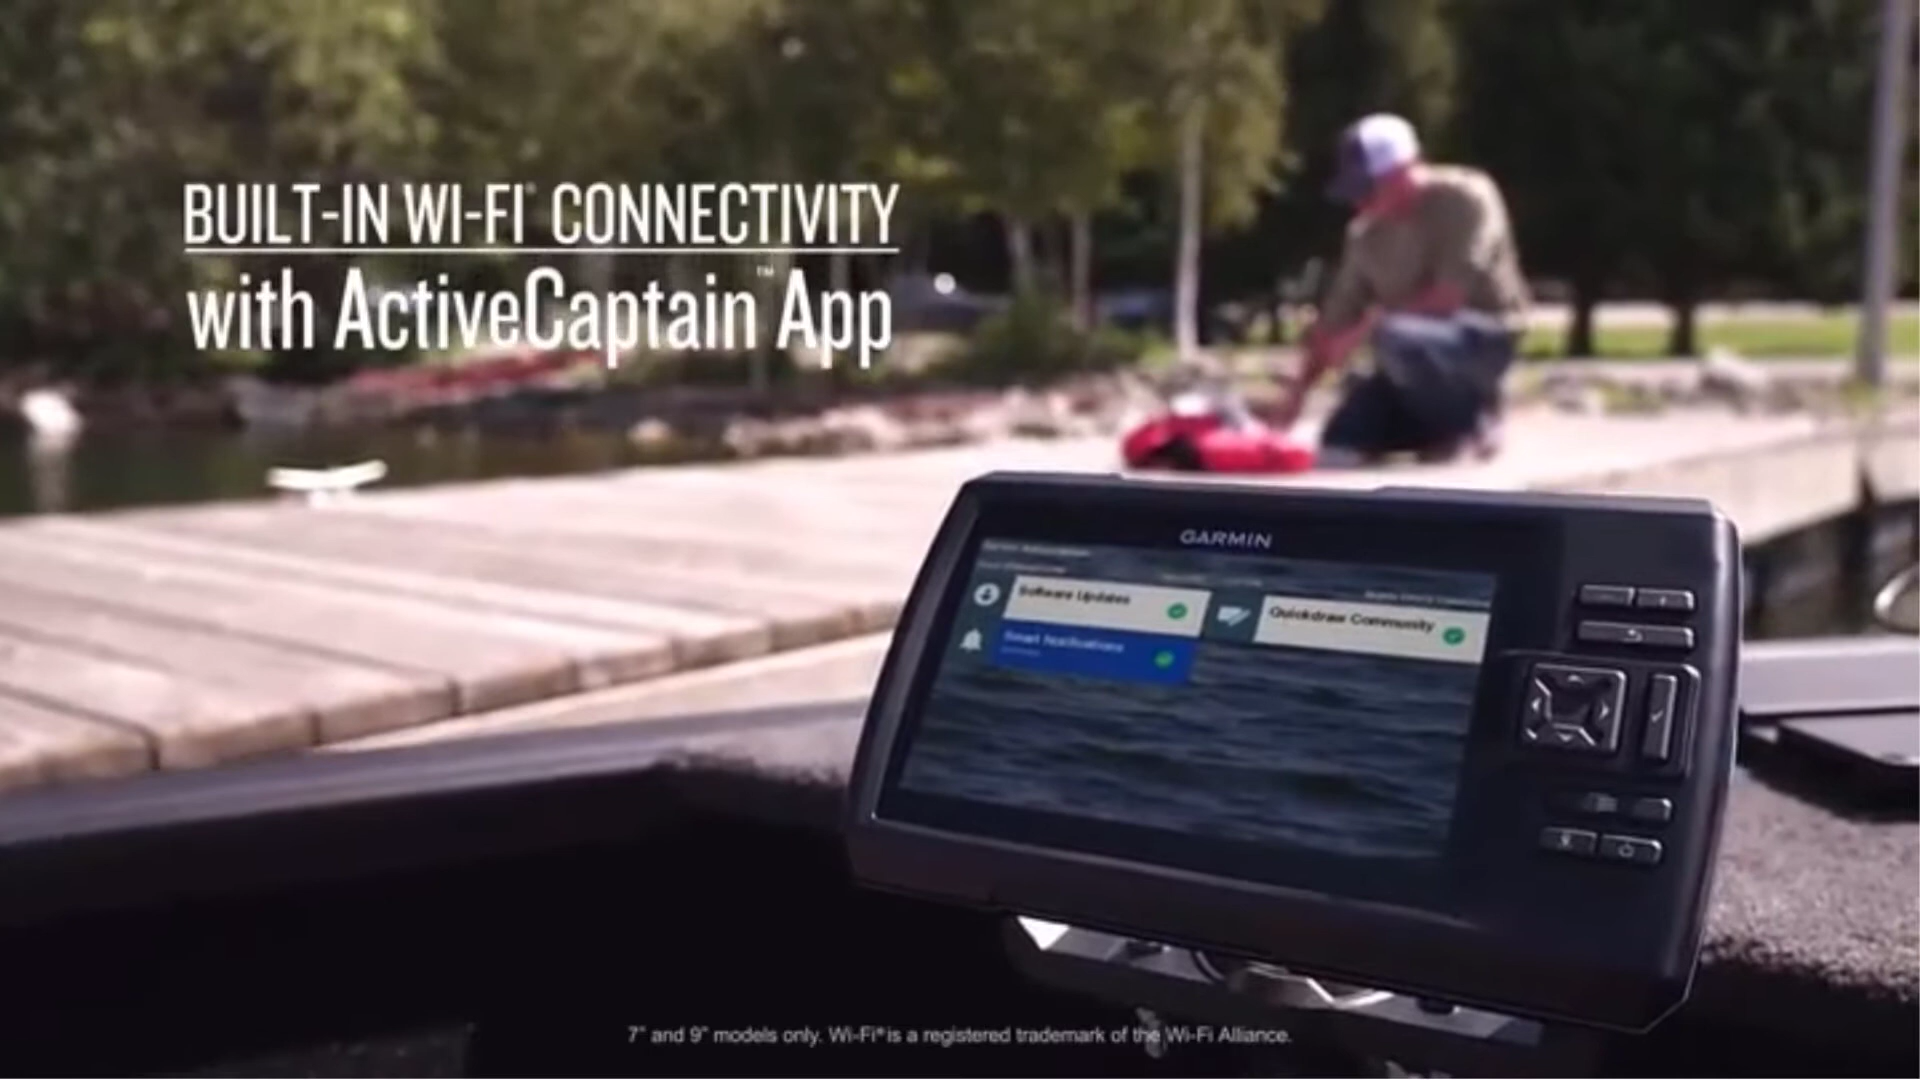 BUILT-IN WI-FI® CONNECTIVITY
with ActiveCaptain™ App
GARMIN
Software Updates
Quickdraw Community
Smart Notifications
7" and 9" models only. Wi-Fi® is a registered trademark of the Wi-Fi Alliance.